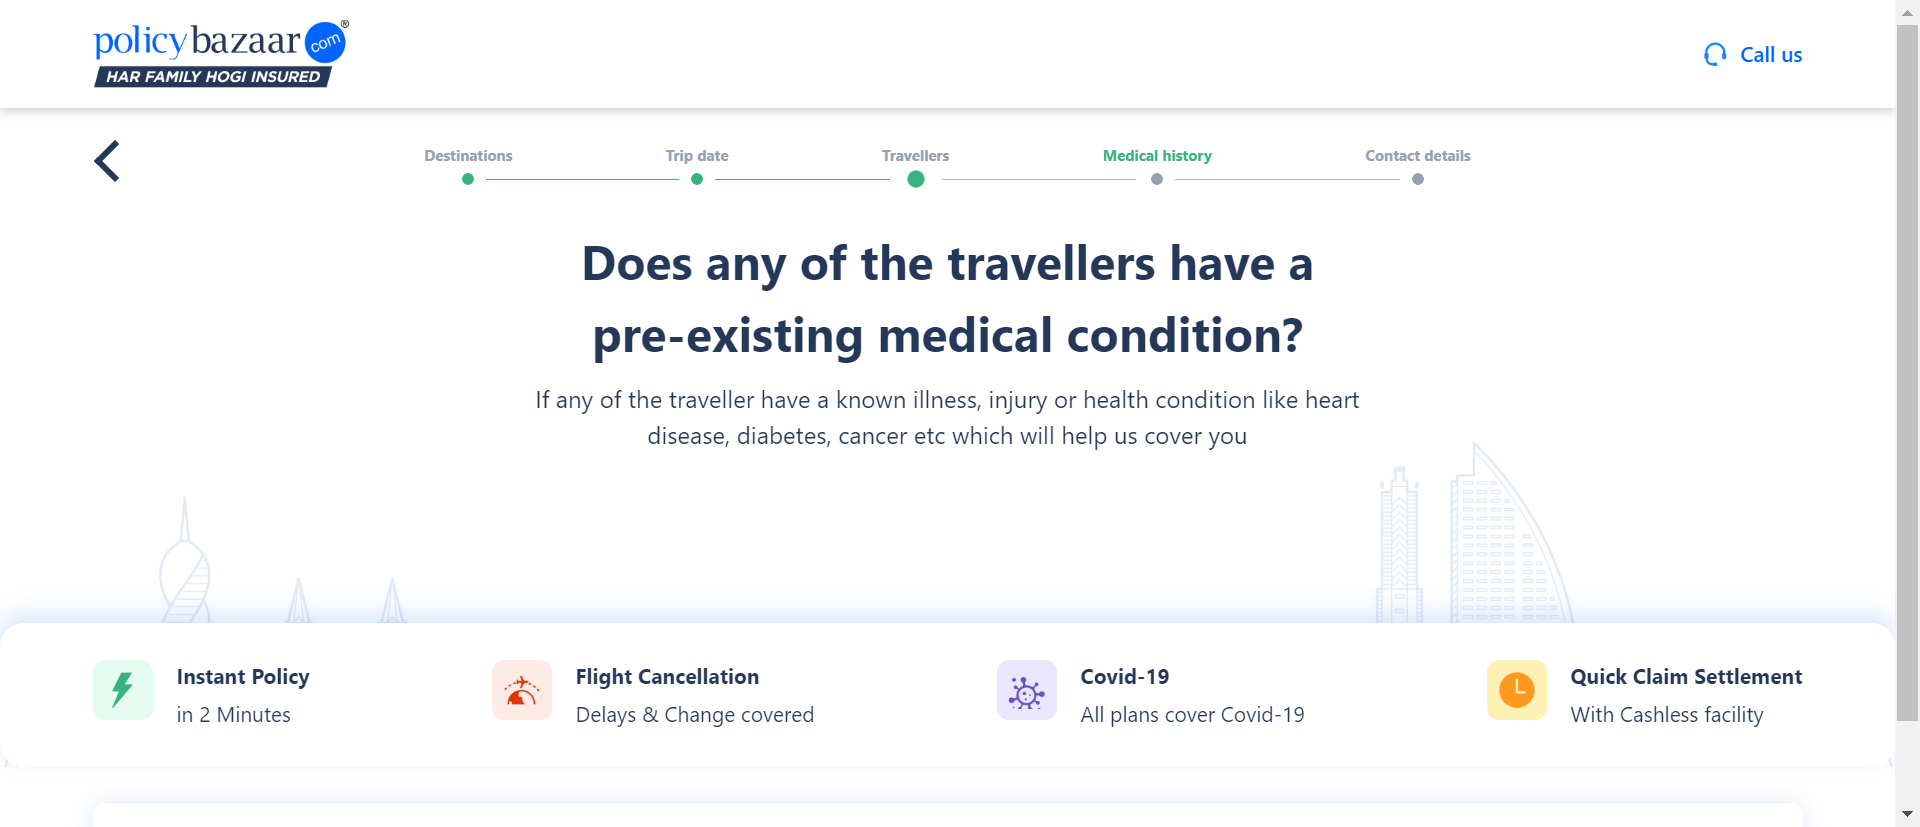 policybazaar com®
HAR FAMILY HOGI INSURED
Call us
Destinations
Trip date
Travellers
Medical history
Contact details
Does any of the travellers have a
pre-existing medical condition?
If any of the traveller have a known illness, injury or health condition like heart
disease, diabetes, cancer etc which will help us cover you
Instant Policy
in 2 Minutes
Flight Cancellation
Delays & Change covered
Covid-19
All plans cover Covid-19
Quick Claim Settlement
With Cashless facility